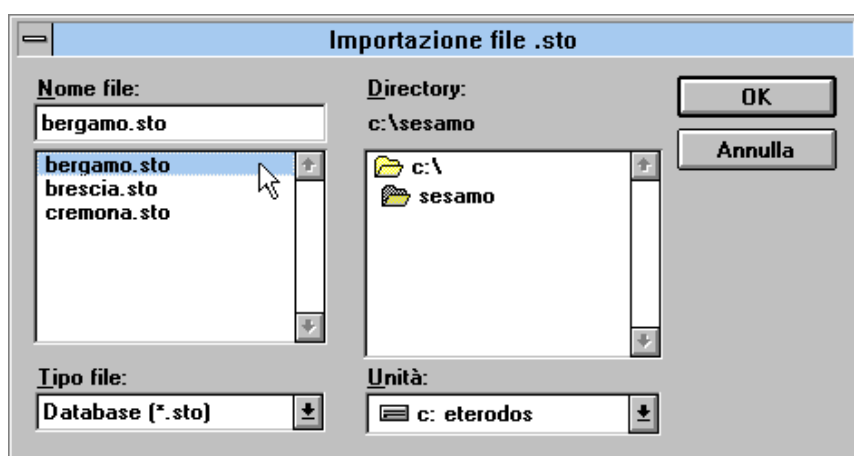 Importazione file .sto
Nome file:
bergamo.sto
bergamo.sto
brescia.sto
cremona.sto
Tipo file:
Database (*.sto)
Directory:
c:\sesamo
c:\
sesamo
Unità:
c: eterodos
OK
Annulla